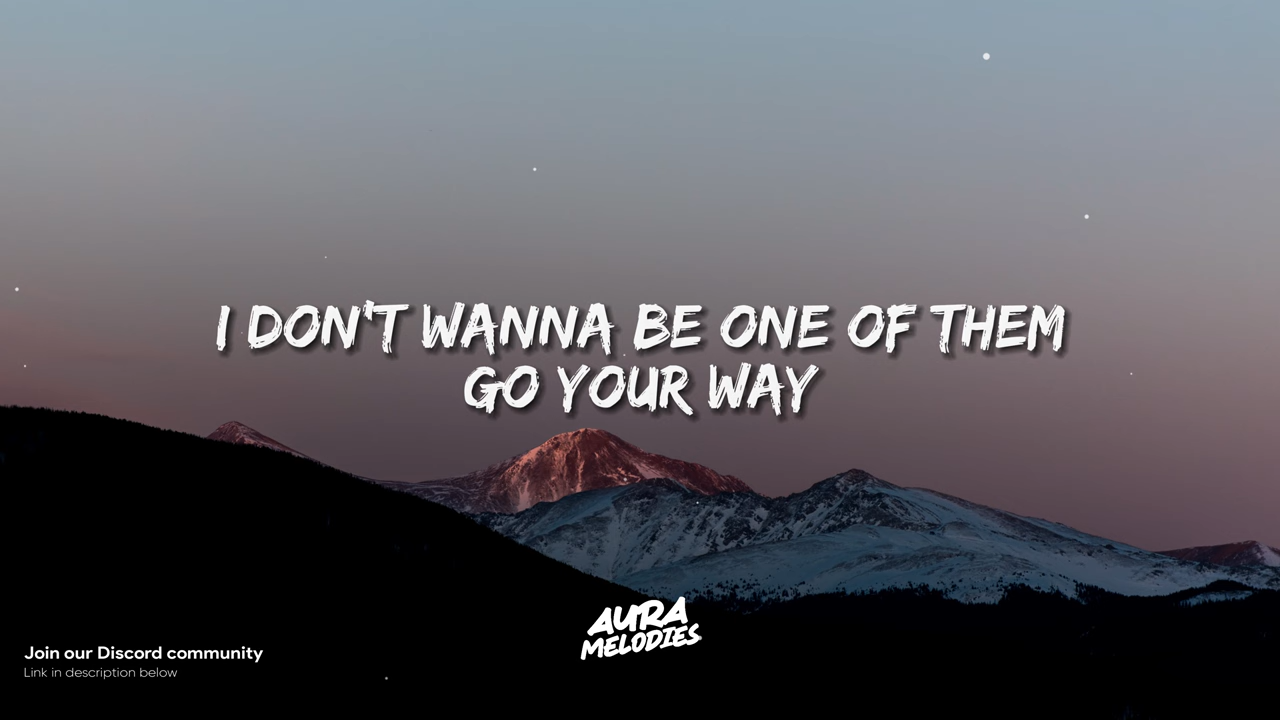 I DON'T WANNA BE ONE OF THEM
GO YOUR WAY
AURA
MELODIES
Join our Discord community
Link in description below